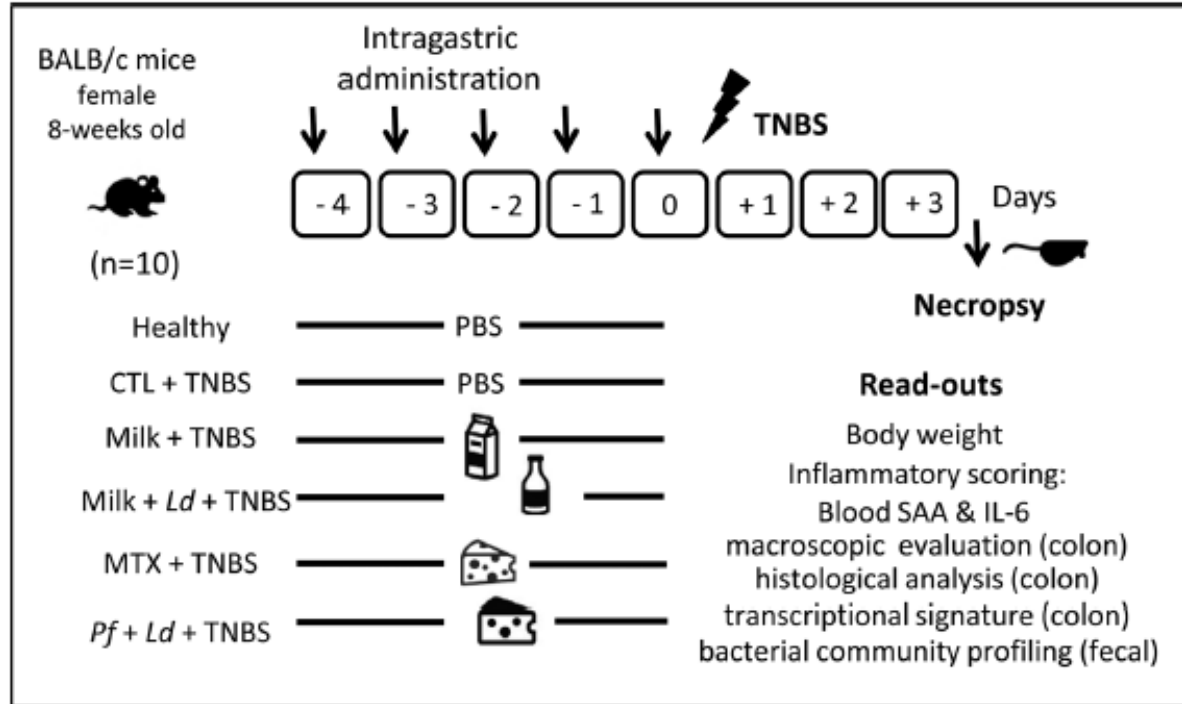 BALB/c mice
female
8-weeks old
(n=10)
Intragastric
administration
TNBS
- 4
- 3
- 2
- 1
0
+ 1
+ 2
+ 3
Days
Necropsy
Healthy
PBS
CTL + TNBS
PBS
Milk + TNBS
Milk + Ld + TNBS
MTX + TNBS
Pf + Ld + TNBS
Read-outs
Body weight
Inflammatory scoring:
Blood SAA & IL-6
macroscopic evaluation (colon)
histological analysis (colon)
transcriptional signature (colon)
bacterial community profiling (fecal)